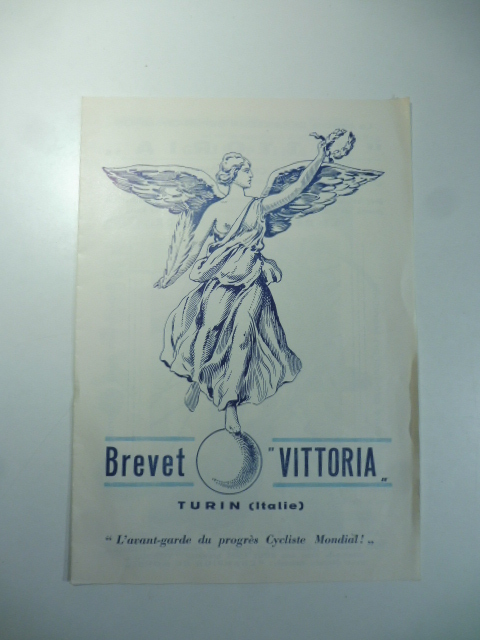 Brevet "VITTORIA„
TURIN (Italie)
"L'avant-garde du progrès Cycliste Mondial!„